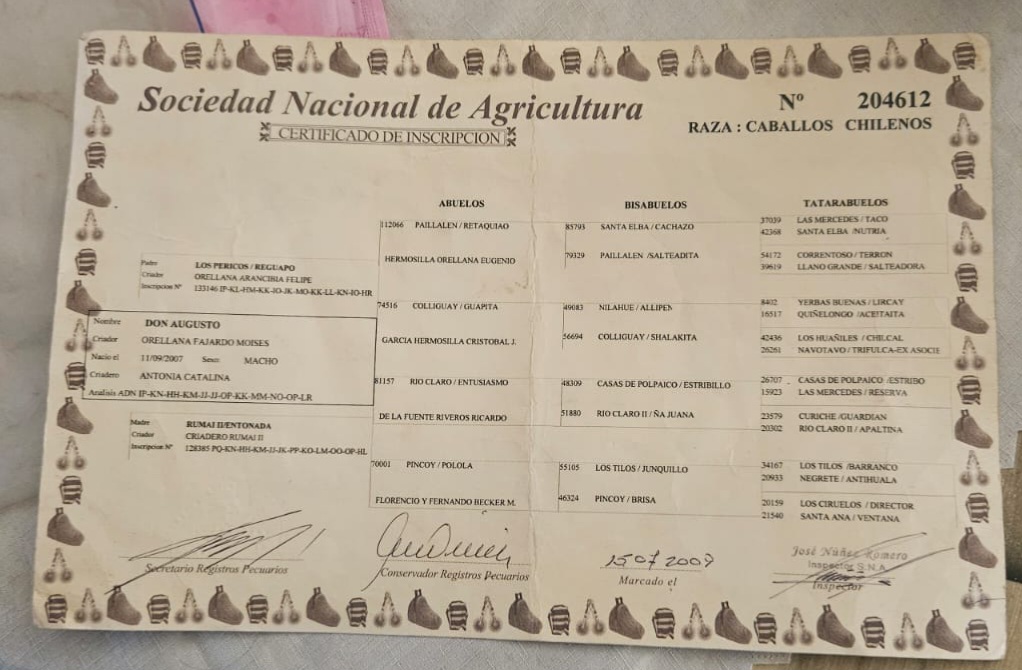 Sociedad Nacional de Agricultura
CERTIFICADO DE INSCRIPCION
Nº 204612
RAZA : CABALLOS CHILENOS
ABUELOS
BISABUELOS
TATARABUELOS
Padre LOS PERICOS / REGUAPO
Criador ORELLANA ARANCIBIA FELIPE
Inscripcion Nº 133146 IP-KL-HM-KK-JO-JK-MO-KK-LL-KN-IO-HR
Nombre DON AUGUSTO
Criador ORELLANA FAJARDO MOISES
Nacio el 11/09/2007 Sexo: MACHO
Criadero ANTONIA CATALINA
Analisis ADN IP-KN-HH-KM-JJ-JJ-OP-KK-MM-NO-OP-LR
Madre RUMAI II/ENTONADA
Criador CRIADERO RUMAI II
Inscripcion Nº 128385 PQ-KN-HH-KM-JJ-JK-PP-KO-LM-OO-OP-HL
112066 PAILLALEN / RETAQUIAO
HERMOSILLA ORELLANA EUGENIO
74516 COLLIGUAY / GUAPITA
GARCIA HERMOSILLA CRISTOBAL J.
81157 RIO CLARO / ENTUSIASMO
DE LA FUENTE RIVEROS RICARDO
70001 PINCOY / POLOLA
FLORENCIO Y FERNANDO BECKER M.
85793 SANTA ELBA / CACHAZO
79329 PAILLALEN /SALTEADITA
49083 NILAHUE / ALLIPEN
56694 COLLIGUAY / SHALAKITA
48309 CASAS DE POLPAICO / ESTRIBILLO
51880 RIO CLARO II / ÑA JUANA
55105 LOS TILOS / JUNQUILLO
46324 PINCOY / BRISA
37039 LAS MERCEDES / TACO
42368 SANTA ELBA /NUTRIA
54172 CORRENTOSO / TERRON
39619 LLANO GRANDE / SALTEADORA
8402 YERBAS BUENAS / LIRCAY
16517 QUIÑELONGO /ACEITAITA
42436 LOS HUAÑILES / CHILCAL
26261 NAVOTAVO / TRIFULCA-EX ASOCIE
26707 CASAS DE POLPAICO /ESTRIBO
15923 LAS MERCEDES / RESERVA
23579 CURICHE /GUARDIAN
20302 RIO CLARO II / APALTINA
34167 LOS TILOS /BARRANCO
20933 NEGRETE / ANTIHUALA
20159 LOS CIRUELOS / DIRECTOR
21540 SANTA ANA / VENTANA
Secretario Registros Pecuarios
Conservador Registros Pecuarios
15 07 2009
Marcado el
José Núñez Romero
Inspector S.N.A.
Inspector